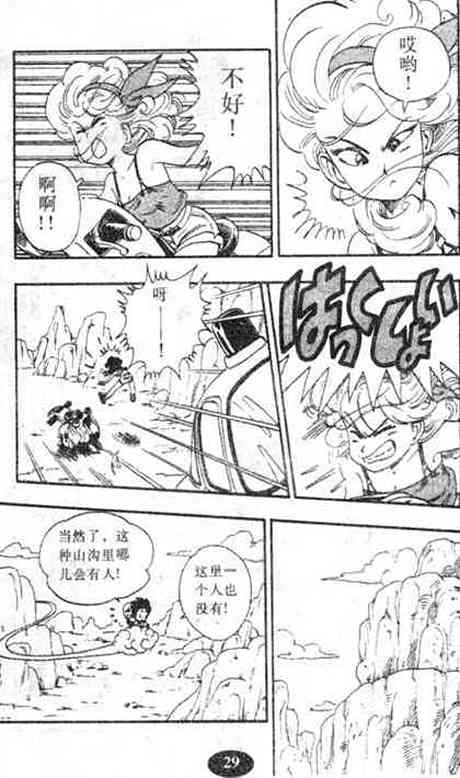 哎
哟！
不
好！
啊
啊!!
はっくしょい
呀
这里一
个人也
没有!
当然了，这
种山沟里哪
儿会有人!
29